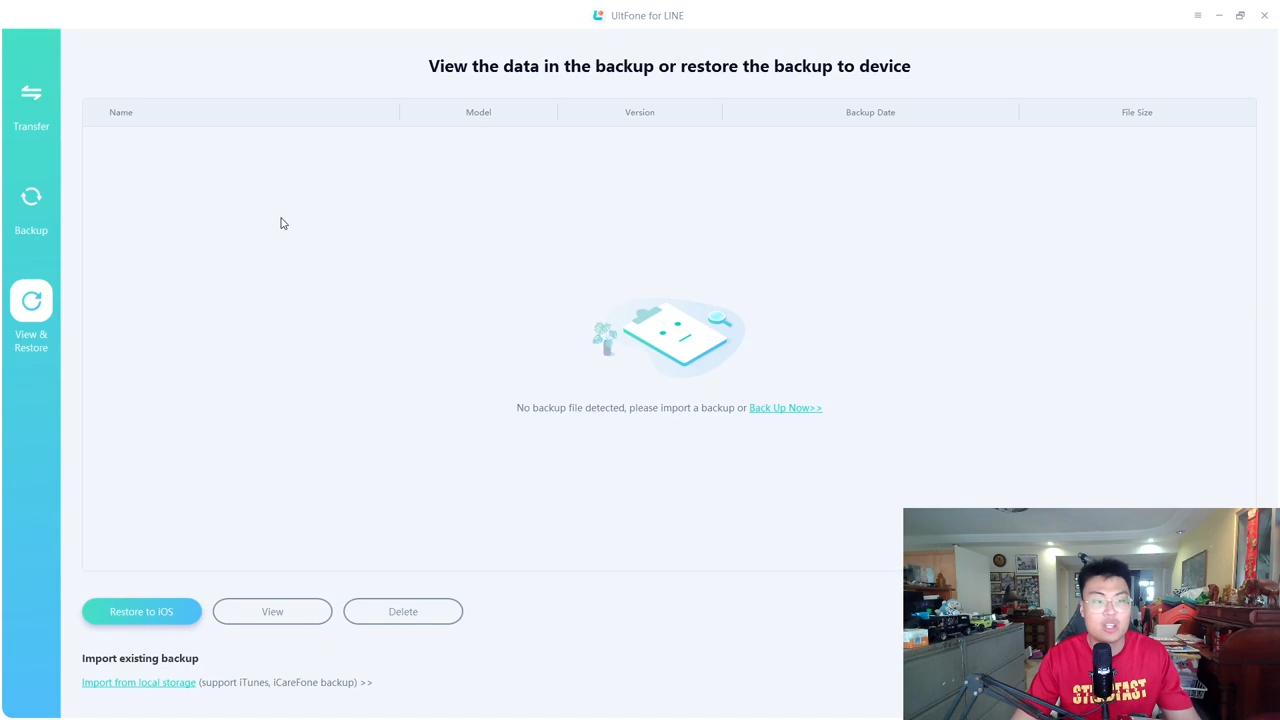 UltFone for LINE
View the data in the backup or restore the backup to device
Name Model Version Backup Date File Size
Transfer
Backup
View &
Restore
No backup file detected, please import a backup or Back Up Now>>
Restore to iOS View Delete
Import existing backup
Import from local storage (support iTunes, iCareFone backup) >>
STEADFAST